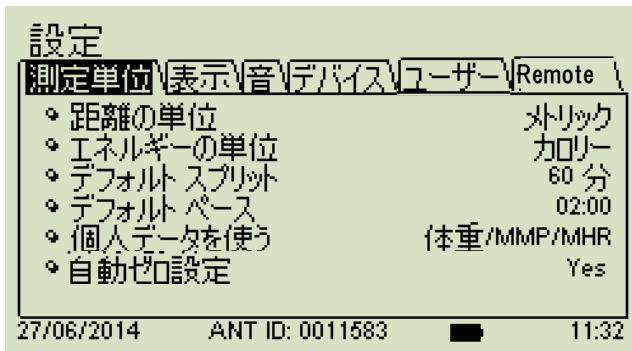 設定
測定単位 表示 音 デバイス ユーザー Remote
距離の単位 メトリック
エネルギーの単位 カロリー
デフォルト スプリット 60 分
デフォルト ペース 02:00
個人データを使う 体重/MMP/MHR
自動ゼロ設定 Yes
27/06/2014 ANT ID: 0011583 11:32